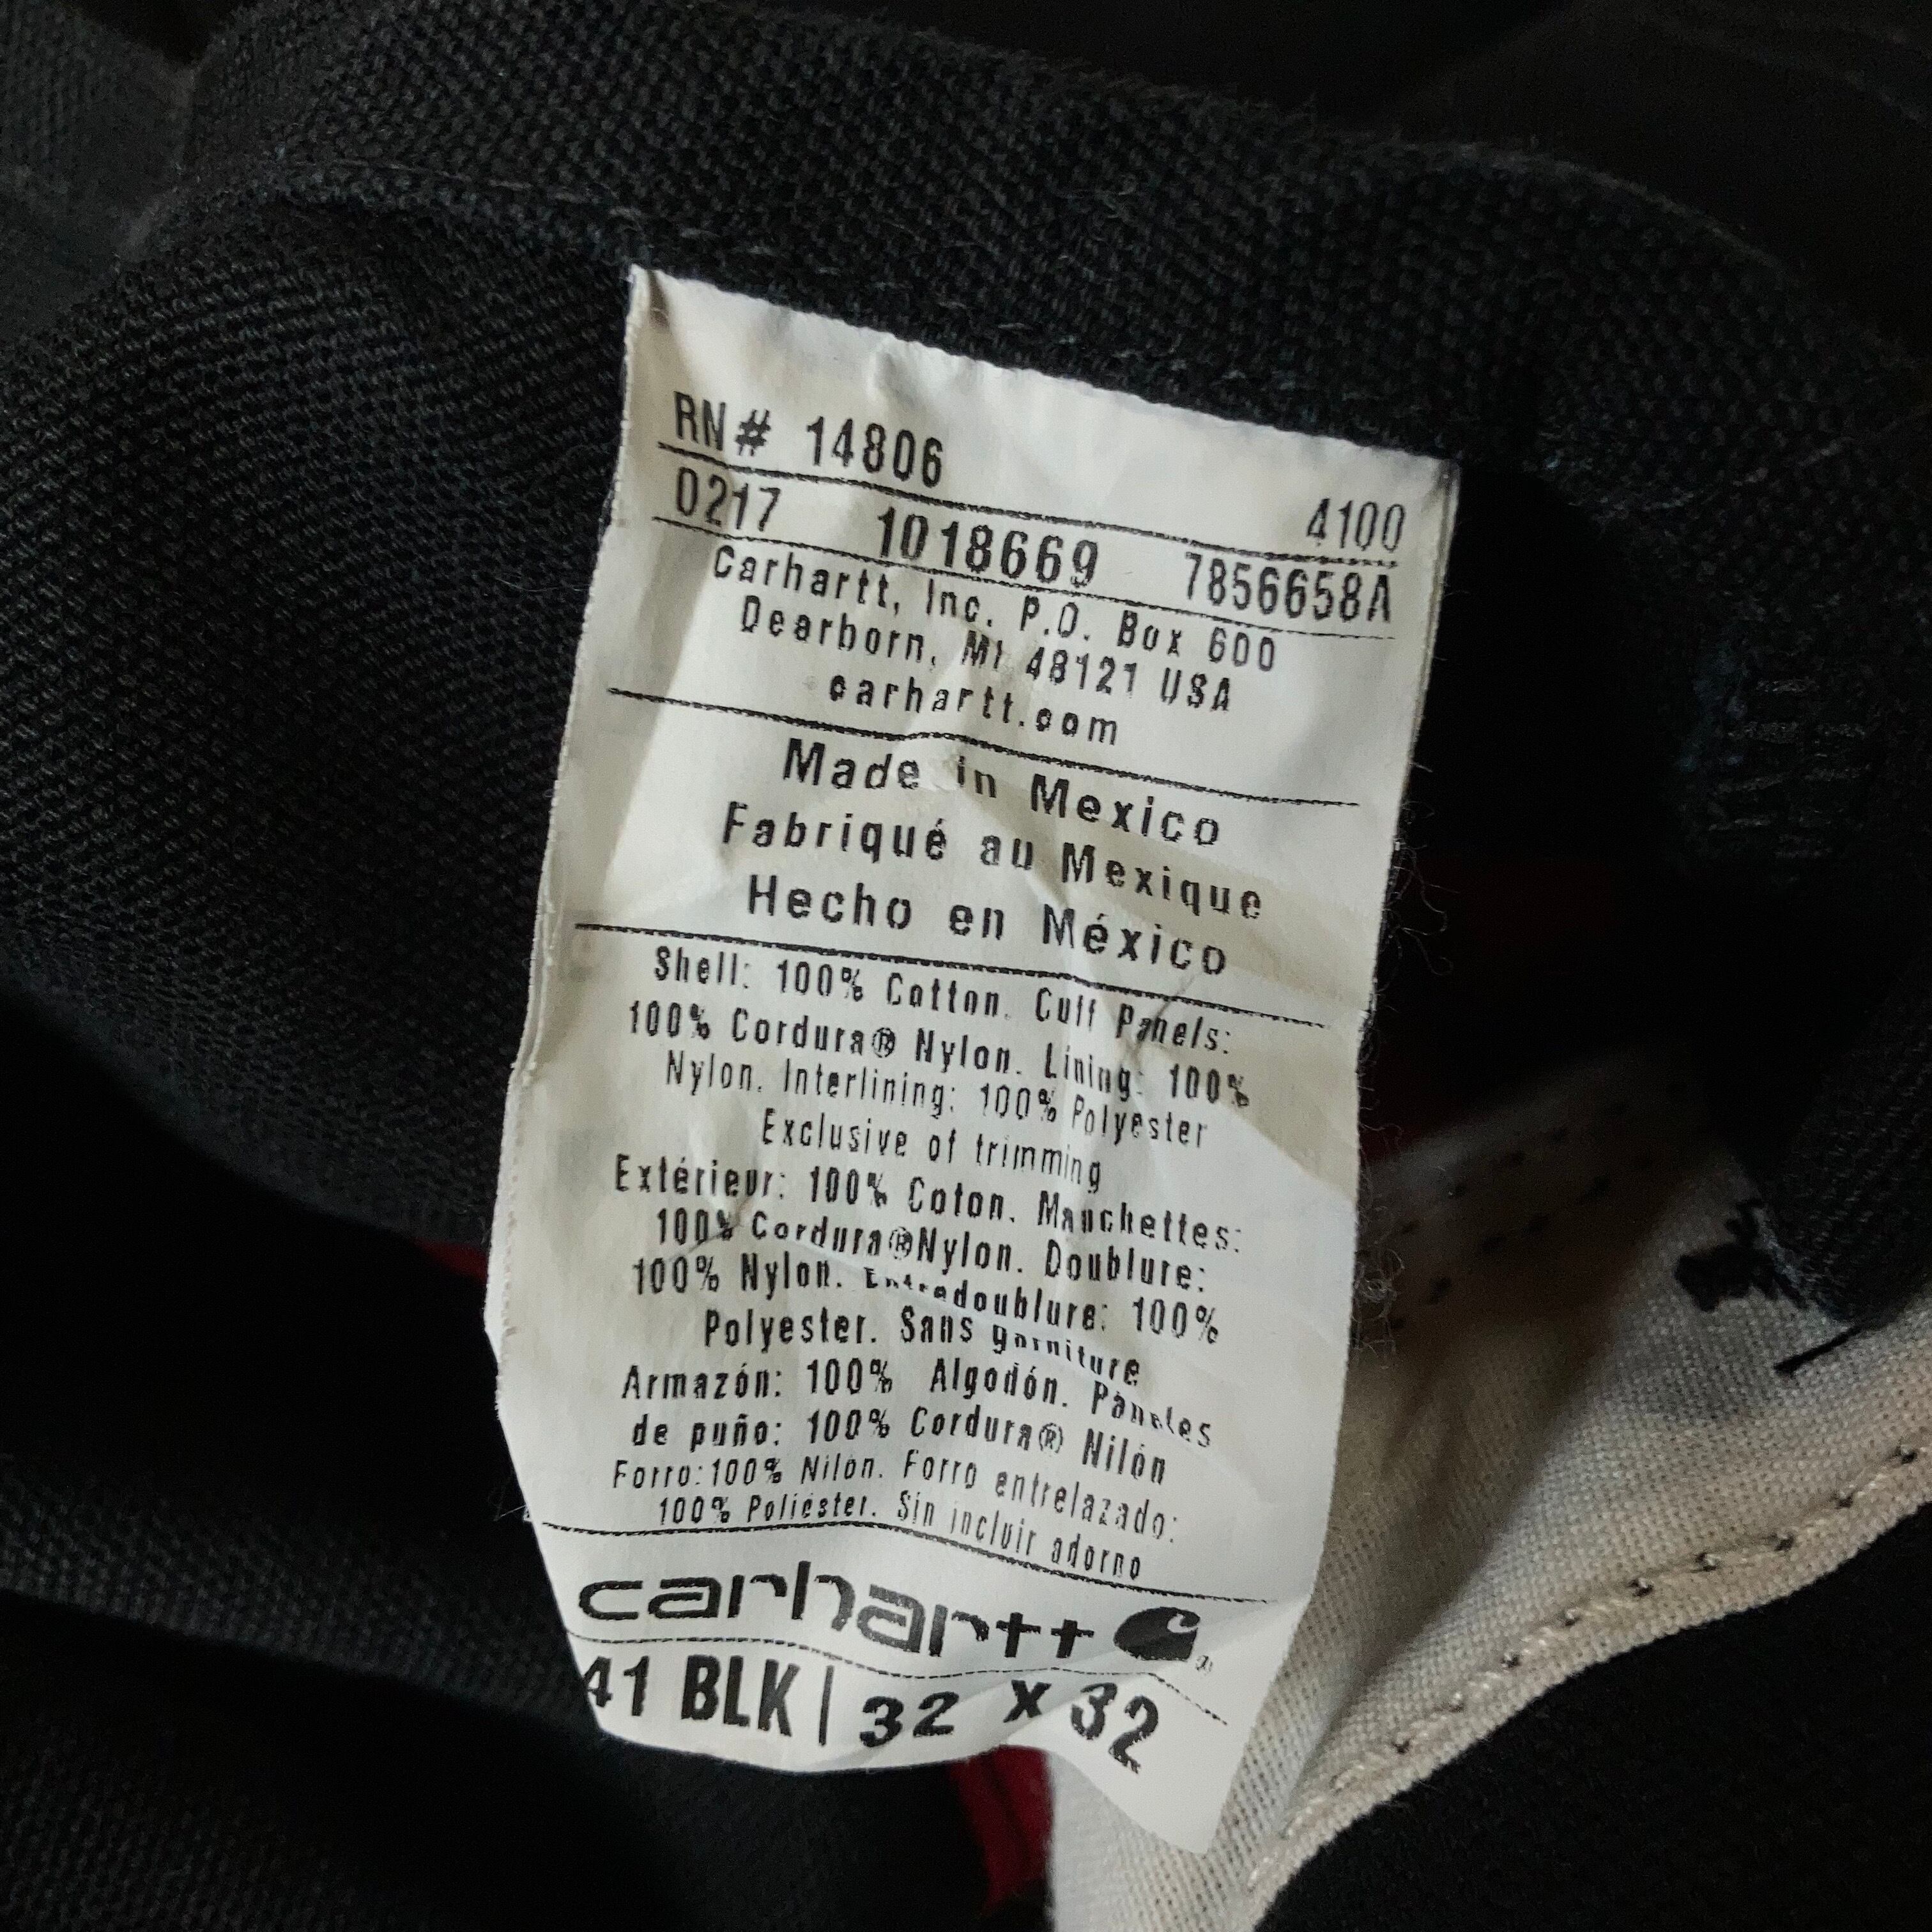 RN# 14806
4100
0217 1018669 7856658A
Carhartt, Inc. P.O. Box 600
Dearborn, MI 48121 USA
carhartt.com
Made in Mexico
Fabriqué au Mexique
Hecho en México
Shell: 100% Cotton. Cuff Panels:
100% Cordura® Nylon. Lining: 100%
Nylon. Interlining: 100% Polyester
Exclusive of trimming
Extérieur: 100% Coton. Manchettes:
100% Cordura®Nylon. Doublure:
100% Nylon. Entredoublure: 100%
Polyester. Sans garniture
Armazón: 100% Algodón. Paneles
de puño: 100% Cordura® Nilón
Forro:100% Nilón. Forro entrelazado:
100% Poliéster. Sin incluir adorno
carhartt
41 BLK | 32 x 32